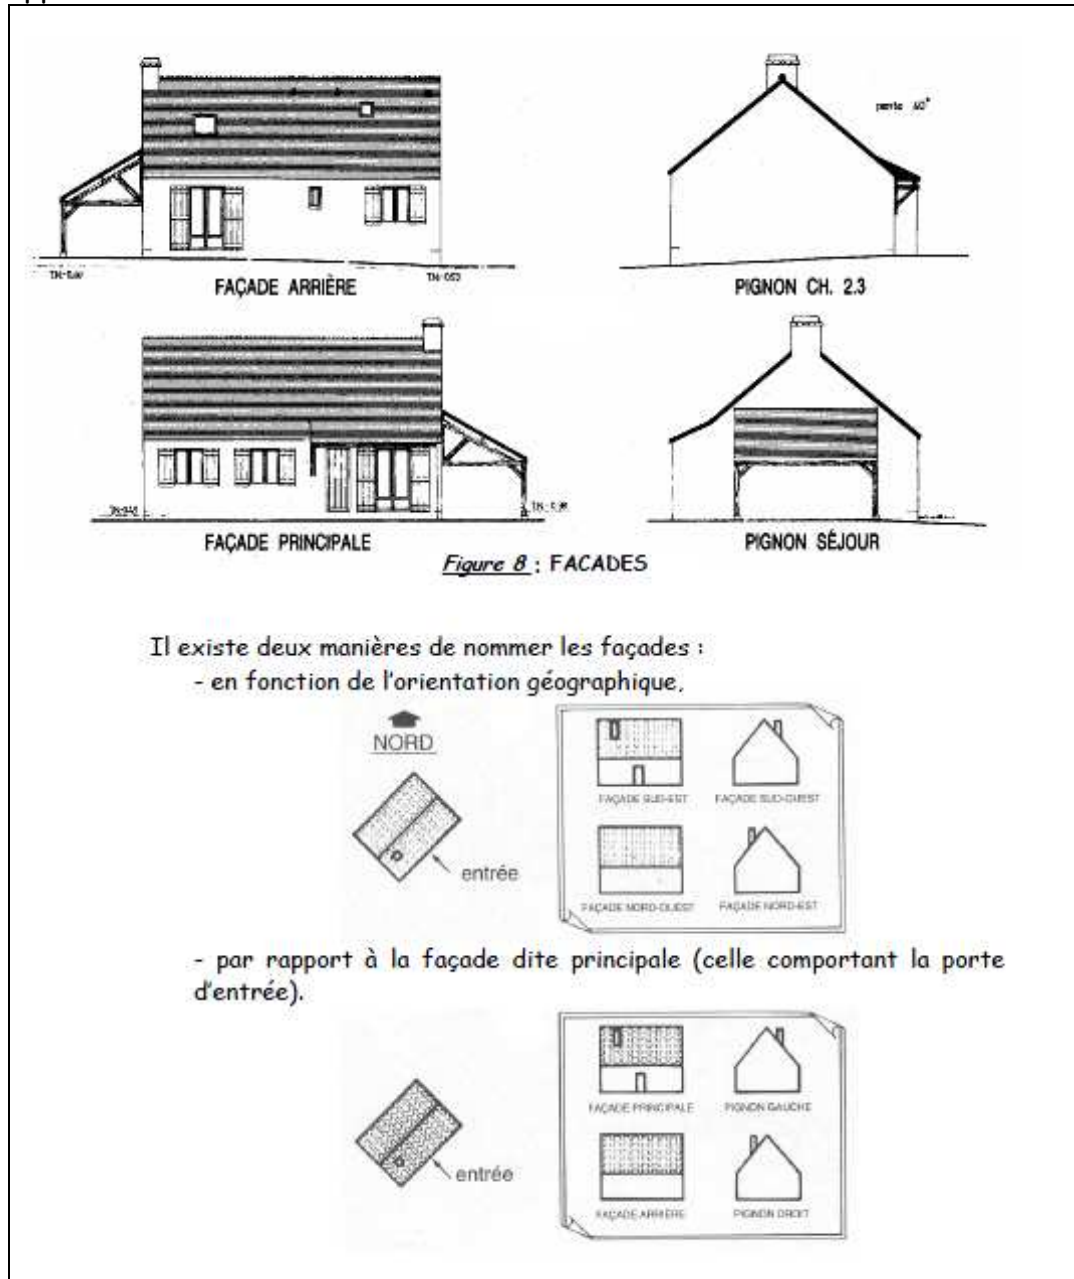 pente 40°
FAÇADE ARRIÈRE
PIGNON CH. 2.3
FAÇADE PRINCIPALE
PIGNON SÉJOUR
Figure 8 : FACADES
Il existe deux manières de nommer les façades :
- en fonction de l'orientation géographique,
NORD
entrée
FAÇADE SUD-EST
FAÇADE SUD-OUEST
FAÇADE NORD-OUEST
FAÇADE NORD-EST
- par rapport à la façade dite principale (celle comportant la porte
d'entrée).
entrée
FAÇADE PRINCIPALE
PIGNON GAUCHE
FAÇADE ARRIÈRE
PIGNON DROIT